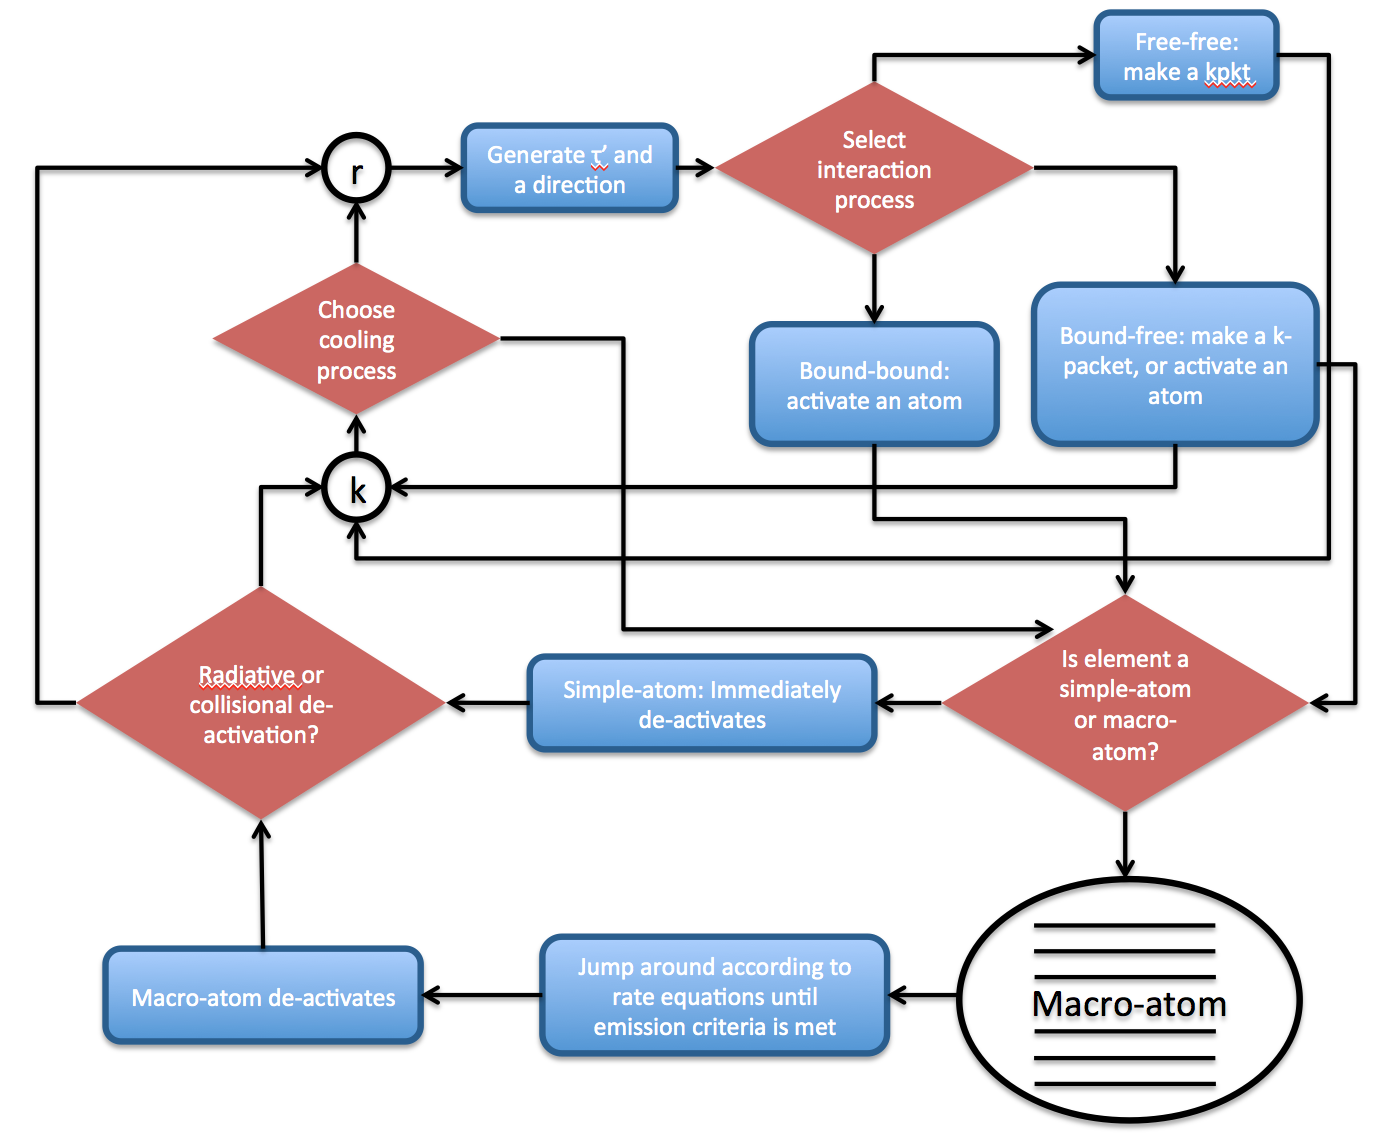 Free-free:
make a kpkt
Select
interaction
process
Generate τ’ and
a direction
r
Choose
cooling
process
Bound-bound:
activate an atom
Bound-free: make a k-
packet, or activate an
atom
k
Radiative or
collisional de-
activation?
Simple-atom: Immediately
de-activates
Is element a
simple-atom
or macro-
atom?
Macro-atom de-activates
Jump around according to
rate equations until
emission criteria is met
Macro-atom